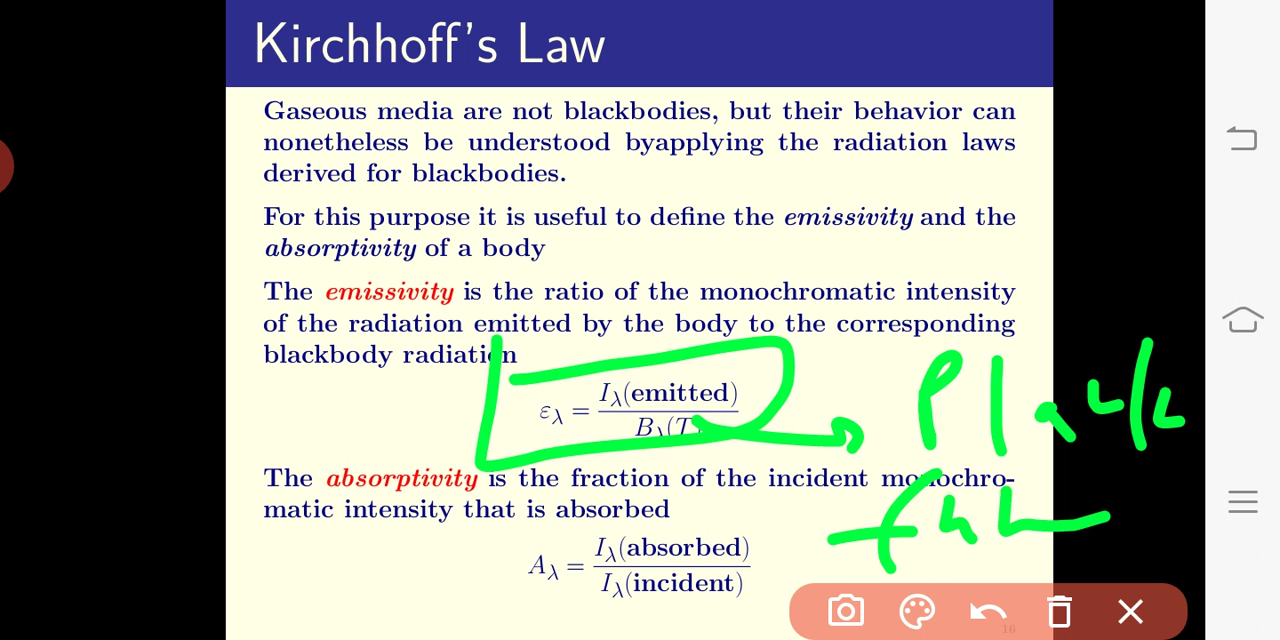 Kirchhoff's Law
Gaseous media are not blackbodies, but their behavior can
nonetheless be understood byapplying the radiation laws
derived for blackbodies.
For this purpose it is useful to define the emissivity and the
absorptivity of a body
The emissivity is the ratio of the monochromatic intensity
of the radiation emitted by the body to the corresponding
blackbody radiation
ελ = Iλ(emitted) / Bλ(T)
Planck
The absorptivity is the fraction of the incident monochro-
matic intensity that is absorbed
Aλ = Iλ(absorbed) / Iλ(incident)
16